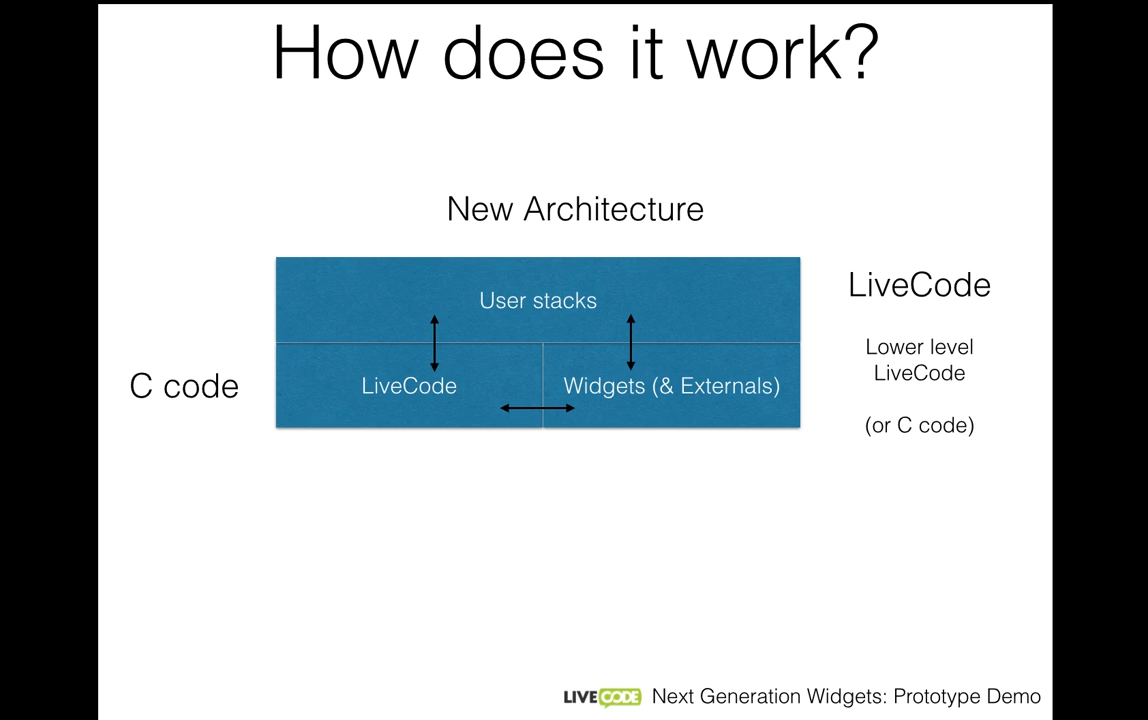 How does it work?
New Architecture
User stacks
LiveCode
C code
LiveCode
Widgets (& Externals)
Lower level
LiveCode
(or C code)
LIVECODE Next Generation Widgets: Prototype Demo